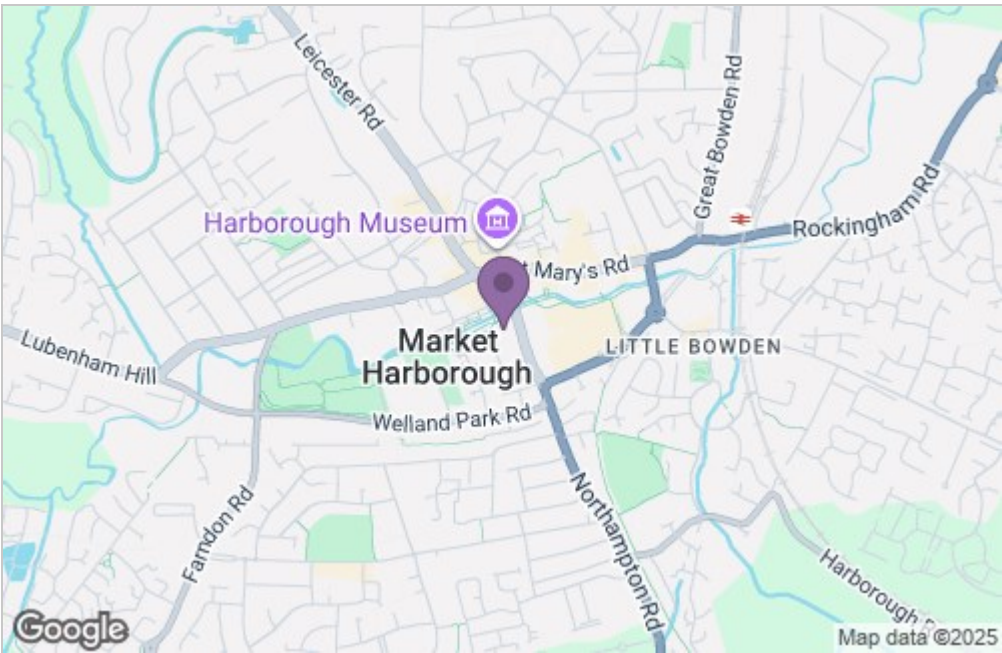 Leicester Rd
Great Bowden Rd
Harborough Museum
Rockingham Rd
Mary's Rd
Market
Harborough
LITTLE BOWDEN
Lubenham Hill
Welland Park Rd
Farndon Rd
Northampton Rd
Harborough
Google
Map data ©2025